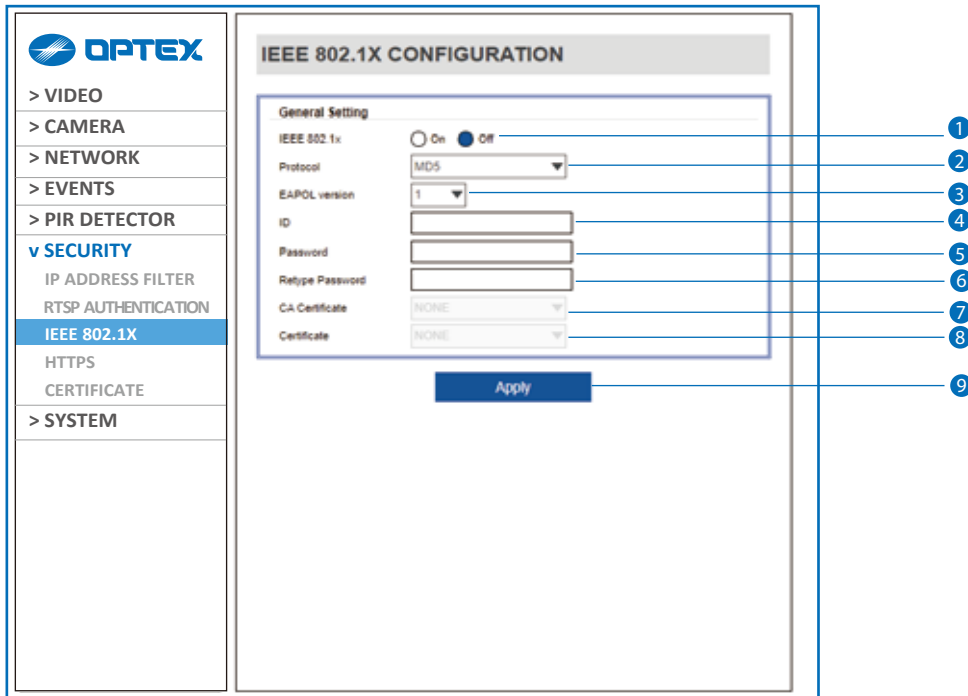 OPTEX
> VIDEO
> CAMERA
> NETWORK
> EVENTS
> PIR DETECTOR
v SECURITY
IP ADDRESS FILTER
RTSP AUTHENTICATION
IEEE 802.1X
HTTPS
CERTIFICATE
> SYSTEM
IEEE 802.1X CONFIGURATION
General Setting
IEEE 802.1x On Off 1
Protocol MD5 2
EAPOL version 1 3
ID 4
Password 5
Retype Password 6
CA Certificate NONE 7
Certificate NONE 8
Apply 9